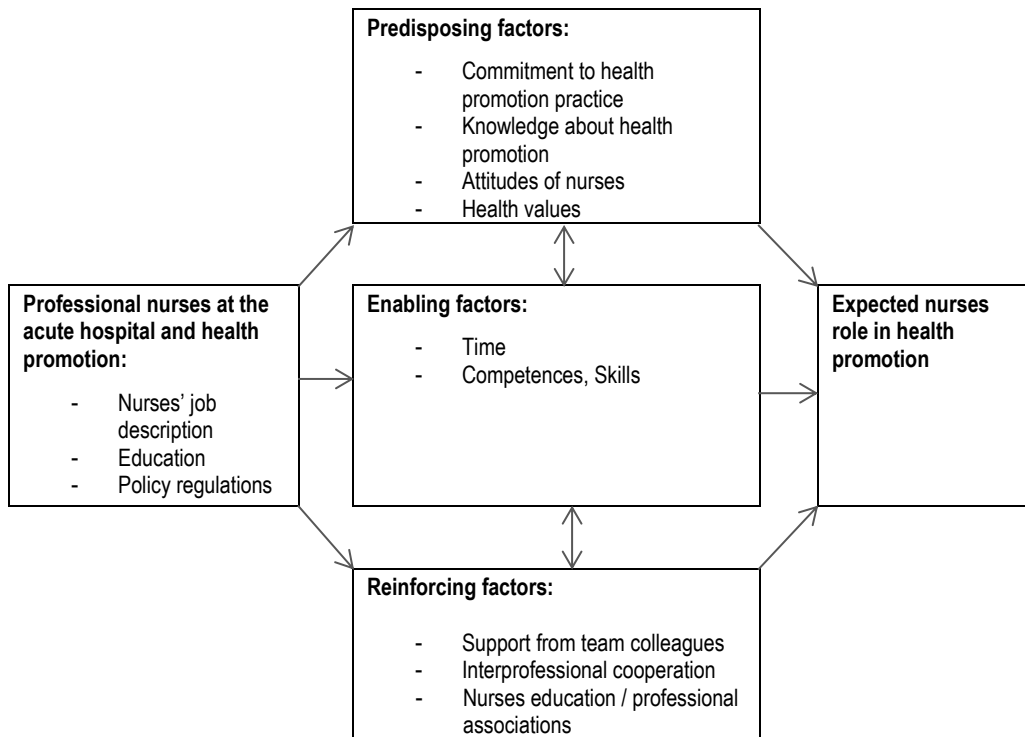 Predisposing factors:
- Commitment to health
promotion practice
- Knowledge about health
promotion
- Attitudes of nurses
- Health values
Professional nurses at the
acute hospital and health
promotion:
- Nurses’ job
description
- Education
- Policy regulations
Enabling factors:
- Time
- Competences, Skills
Expected nurses
role in health
promotion
Reinforcing factors:
- Support from team colleagues
- Interprofessional cooperation
- Nurses education / professional
associations